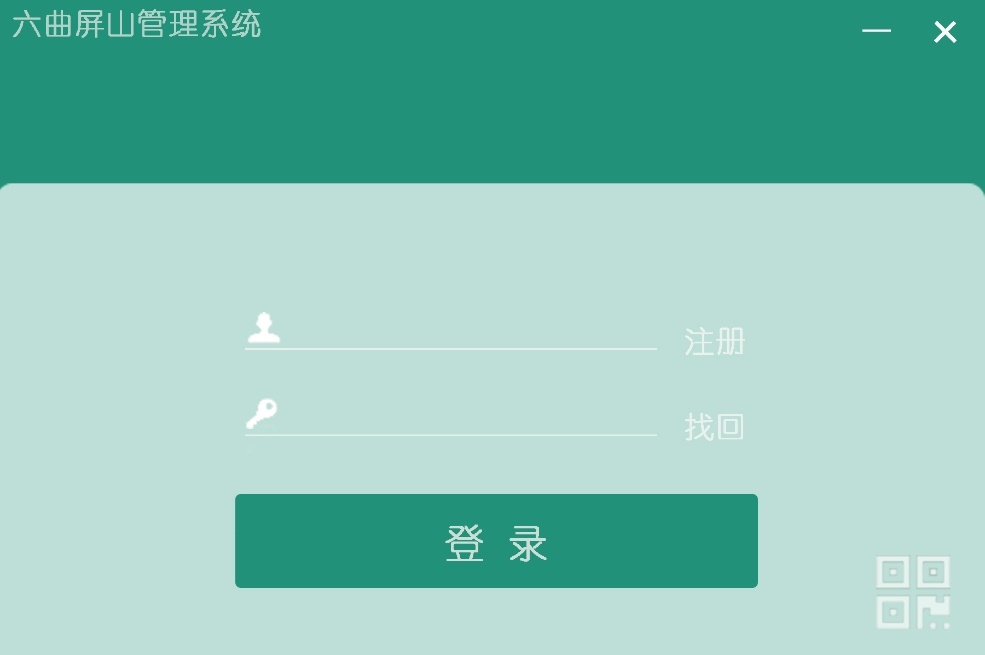 六曲屏山管理系统
注册
找回
登 录